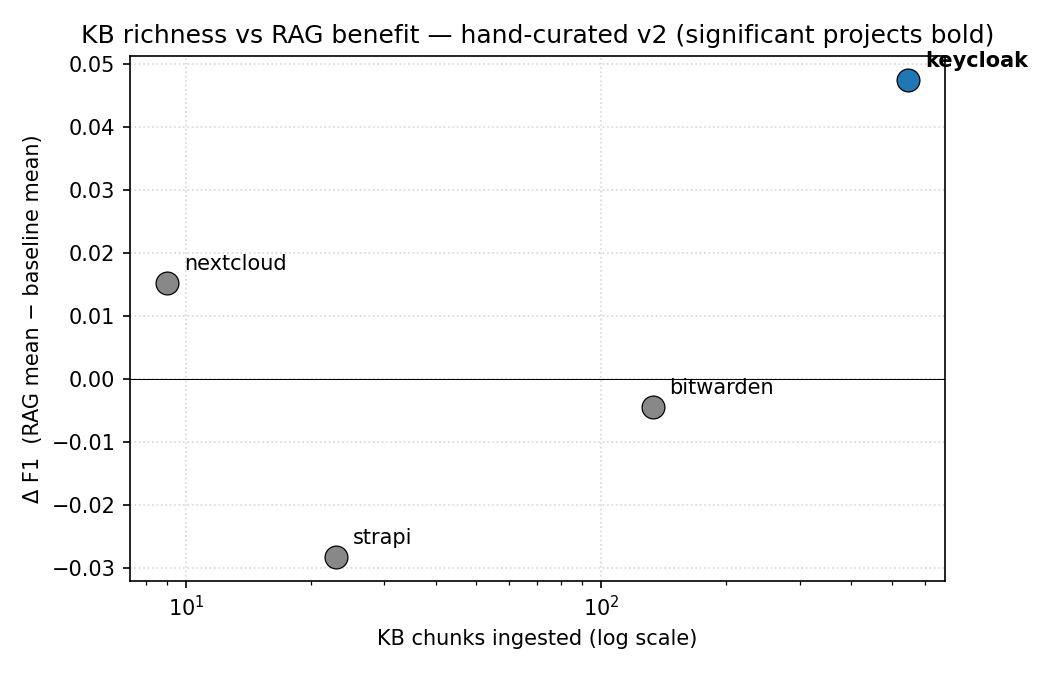 KB richness vs RAG benefit — hand-curated v2 (significant projects bold)
keycloak
0.05
0.04
0.03
0.02
0.01
0.00
−0.01
−0.02
−0.03
nextcloud
bitwarden
strapi
Δ F1 (RAG mean − baseline mean)
10¹ 10²
KB chunks ingested (log scale)